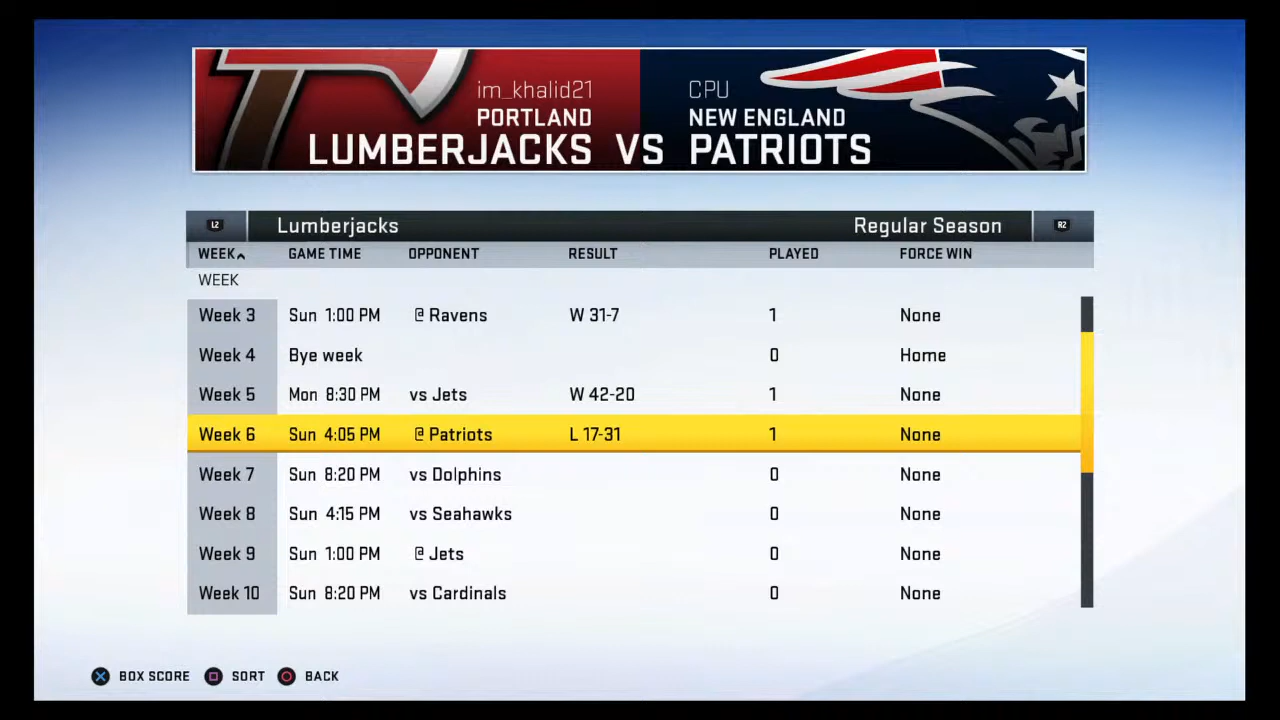 im_khalid21 CPU
PORTLAND NEW ENGLAND
LUMBERJACKS VS PATRIOTS
L2 Lumberjacks Regular Season R2
WEEK GAME TIME OPPONENT RESULT PLAYED FORCE WIN
WEEK
Week 3 Sun 1:00 PM @ Ravens W 31-7 1 None
Week 4 Bye week 0 Home
Week 5 Mon 8:30 PM vs Jets W 42-20 1 None
Week 6 Sun 4:05 PM @ Patriots L 17-31 1 None
Week 7 Sun 8:20 PM vs Dolphins 0 None
Week 8 Sun 4:15 PM vs Seahawks 0 None
Week 9 Sun 1:00 PM @ Jets 0 None
Week 10 Sun 8:20 PM vs Cardinals 0 None
BOX SCORE SORT BACK